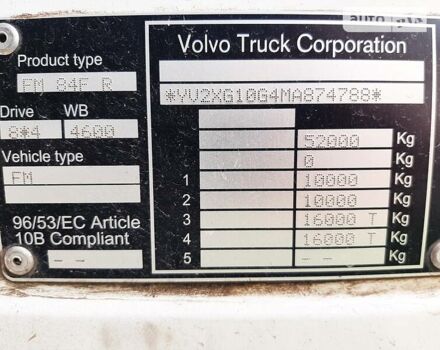 auto
Product type
FM 84F R
Drive WB
8*4 4600
Vehicle type
FM
96/53/EC Article
10B Compliant
- -
Volvo Truck Corporation
*YV2XG10G4MA874788*
52000 Kg
0 Kg
1 10000 Kg
2 10000 Kg
3 16000 T Kg
4 16000 T Kg
5 - - Kg